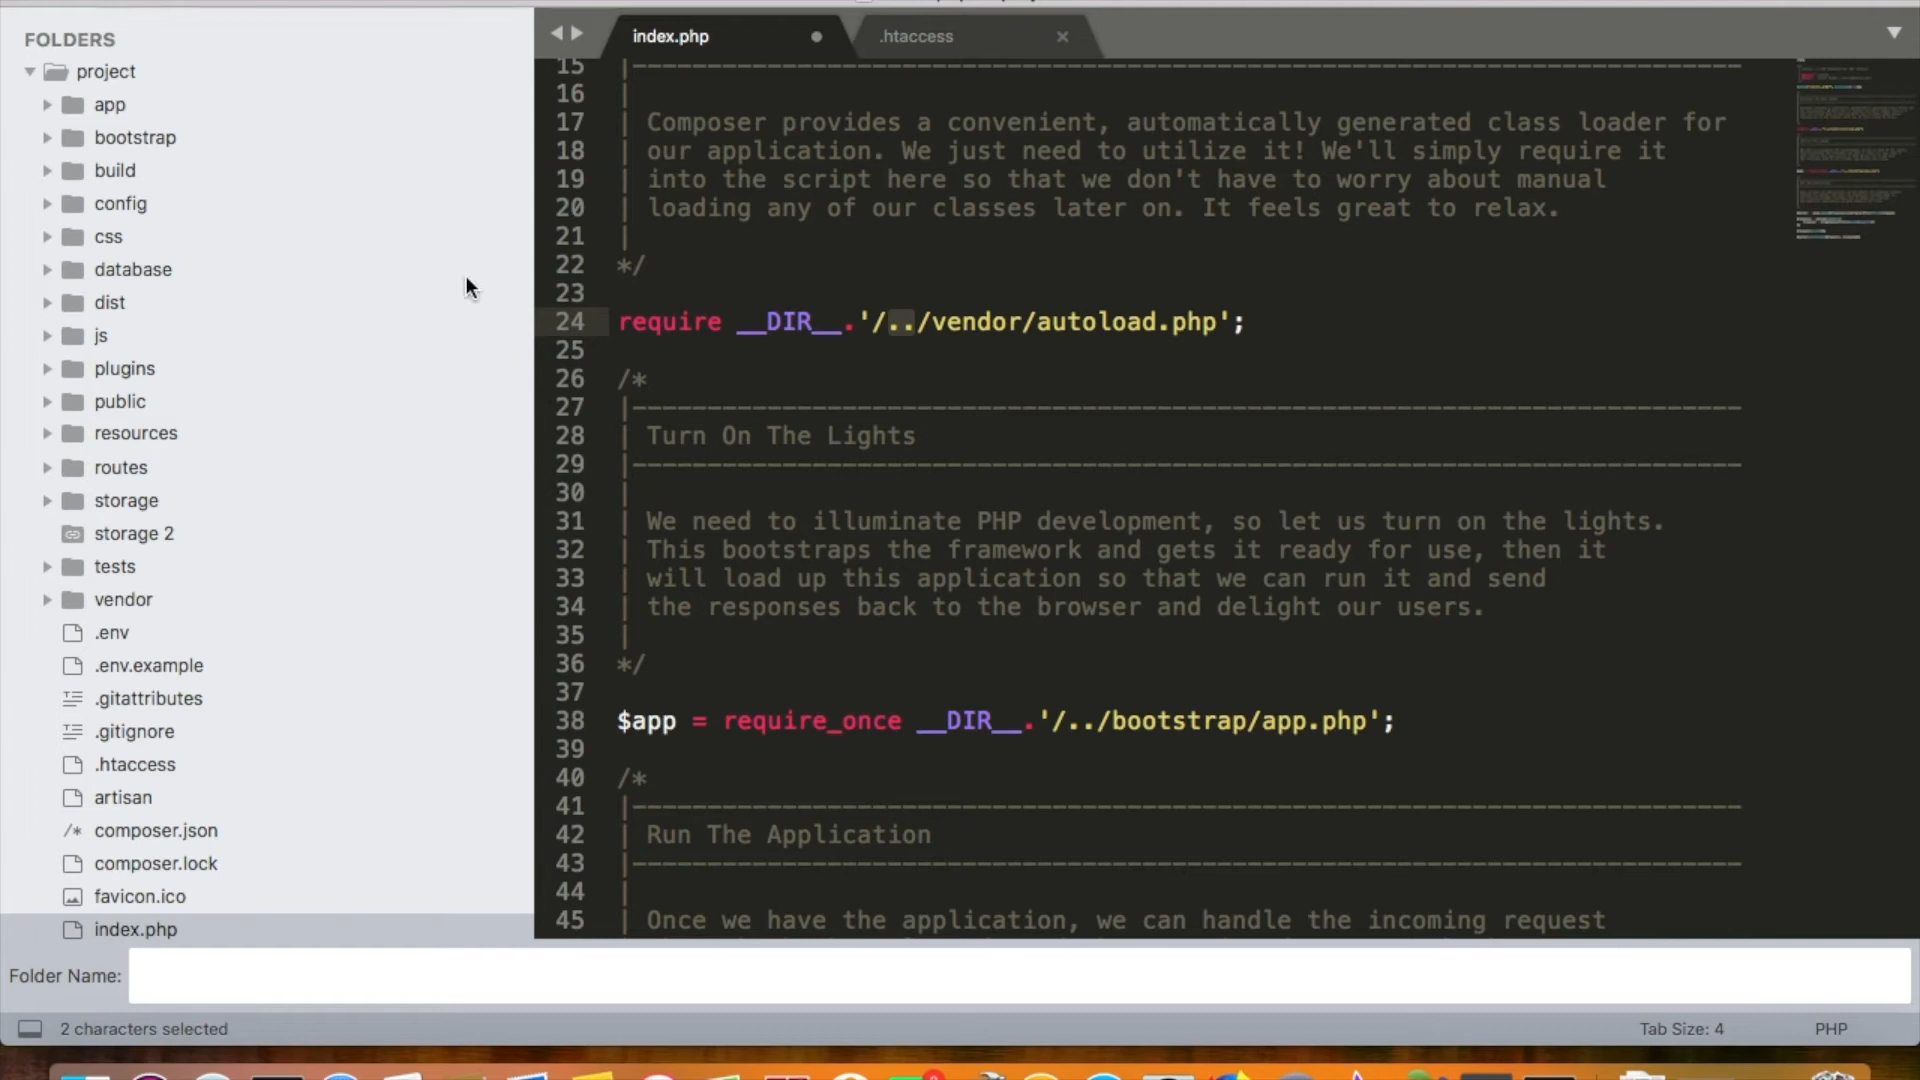 FOLDERS
project
app
bootstrap
build
config
css
database
dist
js
plugins
public
resources
routes
storage
storage 2
tests
vendor
.env
.env.example
.gitattributes
.gitignore
.htaccess
artisan
/* composer.json
composer.lock
favicon.ico
index.php
index.php
.htaccess
15 |--------------------------------------------------------------------------
16 |
17 | Composer provides a convenient, automatically generated class loader for
18 | our application. We just need to utilize it! We'll simply require it
19 | into the script here so that we don't have to worry about manual
20 | loading any of our classes later on. It feels great to relax.
21 |
22 */
23
24 require __DIR__.'/../vendor/autoload.php';
25
26 /*
27 |--------------------------------------------------------------------------
28 | Turn On The Lights
29 |--------------------------------------------------------------------------
30 |
31 | We need to illuminate PHP development, so let us turn on the lights.
32 | This bootstraps the framework and gets it ready for use, then it
33 | will load up this application so that we can run it and send
34 | the responses back to the browser and delight our users.
35 |
36 */
37
38 $app = require_once __DIR__.'/../bootstrap/app.php';
39
40 /*
41 |--------------------------------------------------------------------------
42 | Run The Application
43 |--------------------------------------------------------------------------
44 |
45 | Once we have the application, we can handle the incoming request
Folder Name:
2 characters selected
Tab Size: 4
PHP